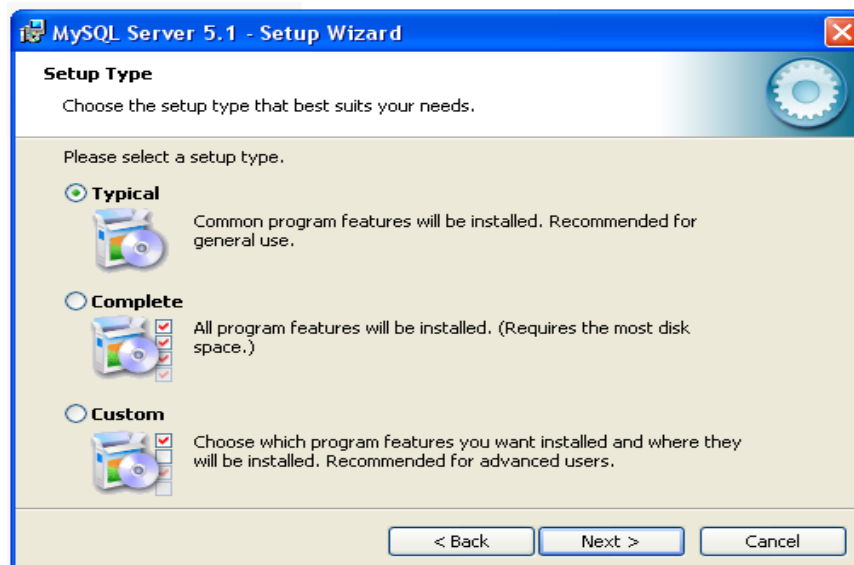 MySQL Server 5.1 - Setup Wizard
Setup Type
Choose the setup type that best suits your needs.
Please select a setup type.
Typical
Common program features will be installed. Recommended for
general use.
Complete
All program features will be installed. (Requires the most disk
space.)
Custom
Choose which program features you want installed and where they
will be installed. Recommended for advanced users.
< Back
Next >
Cancel